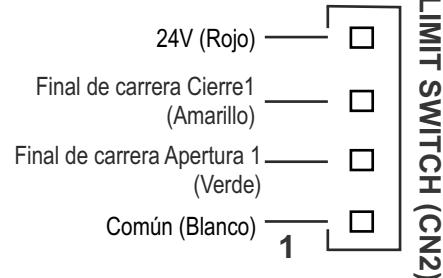 24V (Rojo)
Final de carrera Cierre1
(Amarillo)
Final de carrera Apertura 1
(Verde)
Común (Blanco)
1
LIMIT SWITCH (CN2)